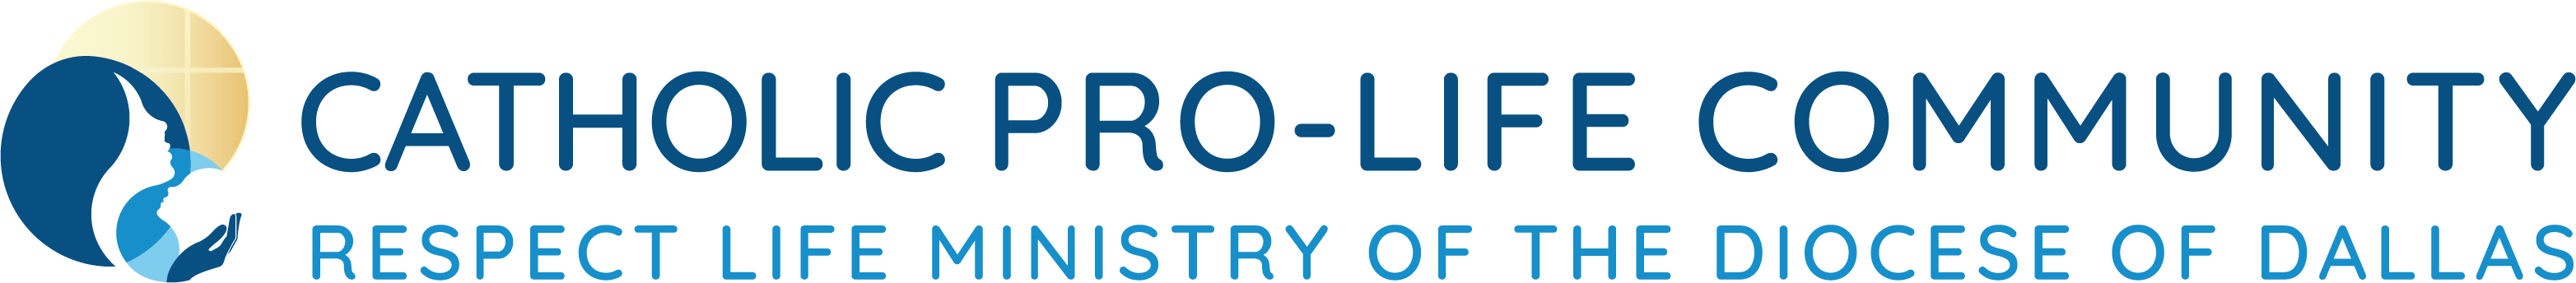 CATHOLIC PRO-LIFE COMMUNITY
RESPECT LIFE MINISTRY OF THE DIOCESE OF DALLAS